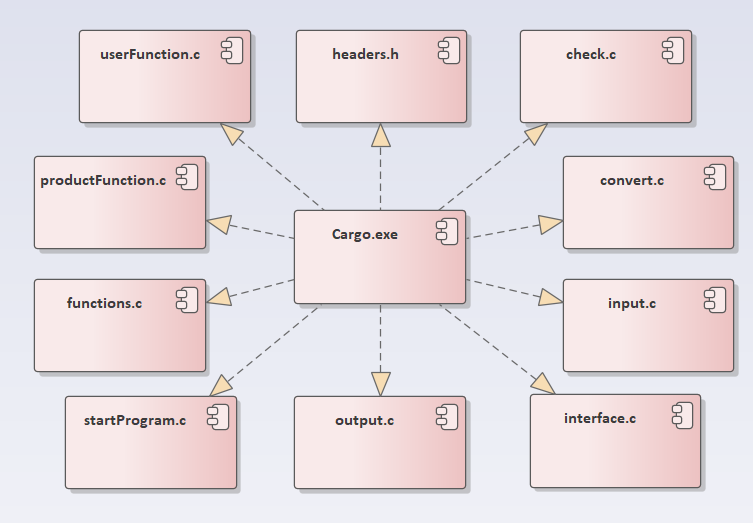 userFunction.c
headers.h
check.c
productFunction.c
convert.c
Cargo.exe
functions.c
input.c
startProgram.c
output.c
interface.c